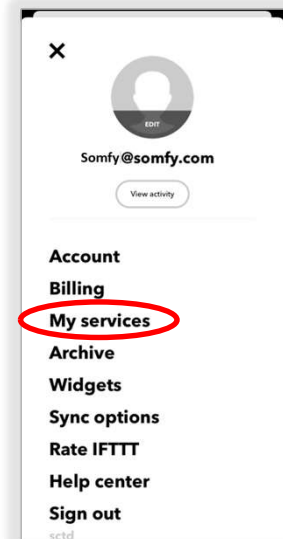 EDIT
Somfy@somfy.com
View activity
Account
Billing
My services
Archive
Widgets
Sync options
Rate IFTTT
Help center
Sign out
sctd